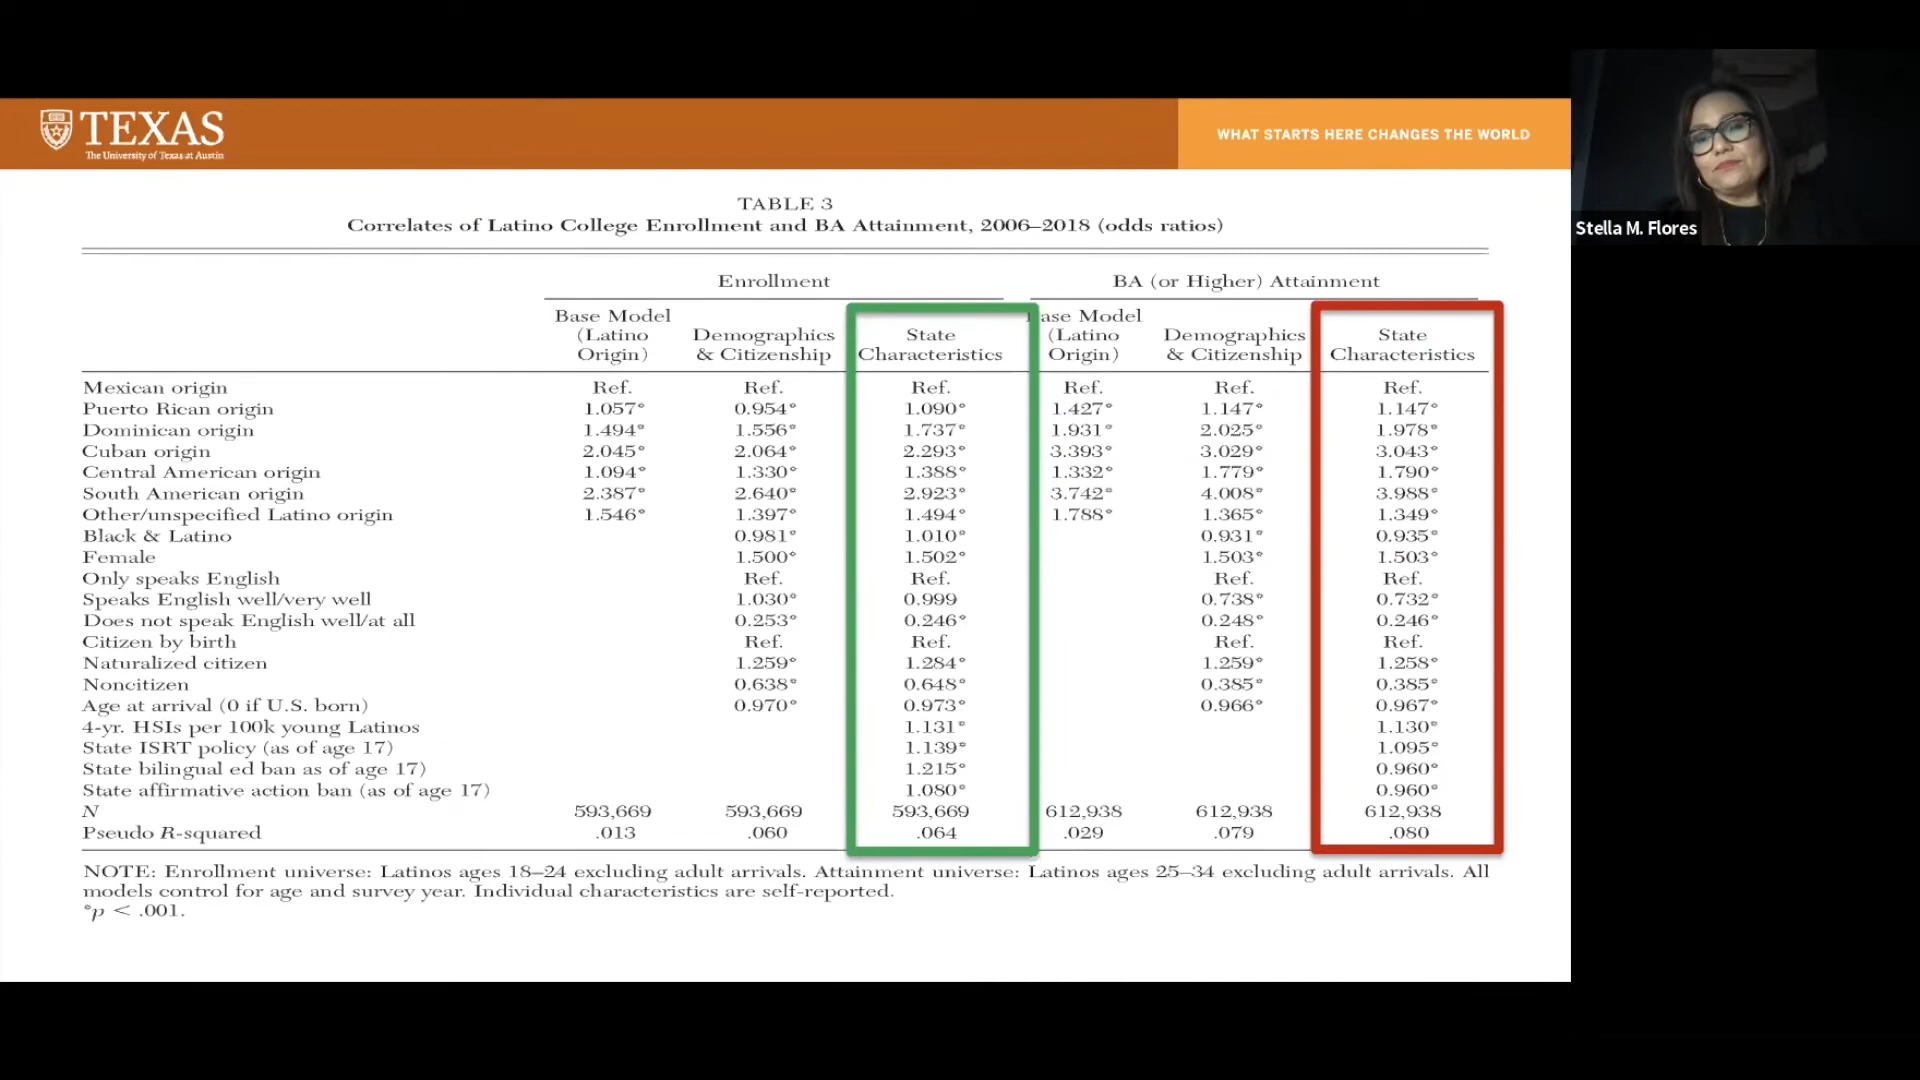 TEXAS
The University of Texas at Austin
WHAT STARTS HERE CHANGES THE WORLD
Stella M. Flores
TABLE 3
Correlates of Latino College Enrollment and BA Attainment, 2006–2018 (odds ratios)
Enrollment BA (or Higher) Attainment
Base Model (Latino Origin) Demographics & Citizenship State Characteristics ase Model (Latino Origin) Demographics & Citizenship State Characteristics
Mexican origin Ref. Ref. Ref. Ref. Ref. Ref.
Puerto Rican origin 1.057* 0.954* 1.090* 1.427* 1.147* 1.147*
Dominican origin 1.494* 1.556* 1.737* 1.931* 2.025* 1.978*
Cuban origin 2.045* 2.064* 2.293* 3.393* 3.029* 3.043*
Central American origin 1.094* 1.330* 1.388* 1.332* 1.779* 1.790*
South American origin 2.387* 2.640* 2.923* 3.742* 4.008* 3.988*
Other/unspecified Latino origin 1.546* 1.397* 1.494* 1.788* 1.365* 1.349*
Black & Latino 0.981* 1.010* 0.931* 0.935*
Female 1.500* 1.502* 1.503* 1.503*
Only speaks English Ref. Ref. Ref. Ref.
Speaks English well/very well 1.030* 0.999 0.738* 0.732*
Does not speak English well/at all 0.253* 0.246* 0.248* 0.246*
Citizen by birth Ref. Ref. Ref. Ref.
Naturalized citizen 1.259* 1.284* 1.259* 1.258*
Noncitizen 0.638* 0.648* 0.385* 0.385*
Age at arrival (0 if U.S. born) 0.970* 0.973* 0.966* 0.967*
4-yr. HSIs per 100k young Latinos 1.131* 1.130*
State ISRT policy (as of age 17) 1.139* 1.095*
State bilingual ed ban as of age 17) 1.215* 0.960*
State affirmative action ban (as of age 17) 1.080* 0.960*
N 593,669 593,669 593,669 612,938 612,938 612,938
Pseudo R-squared .013 .060 .064 .029 .079 .080
NOTE: Enrollment universe: Latinos ages 18–24 excluding adult arrivals. Attainment universe: Latinos ages 25–34 excluding adult arrivals. All
models control for age and survey year. Individual characteristics are self-reported.
*p < .001.